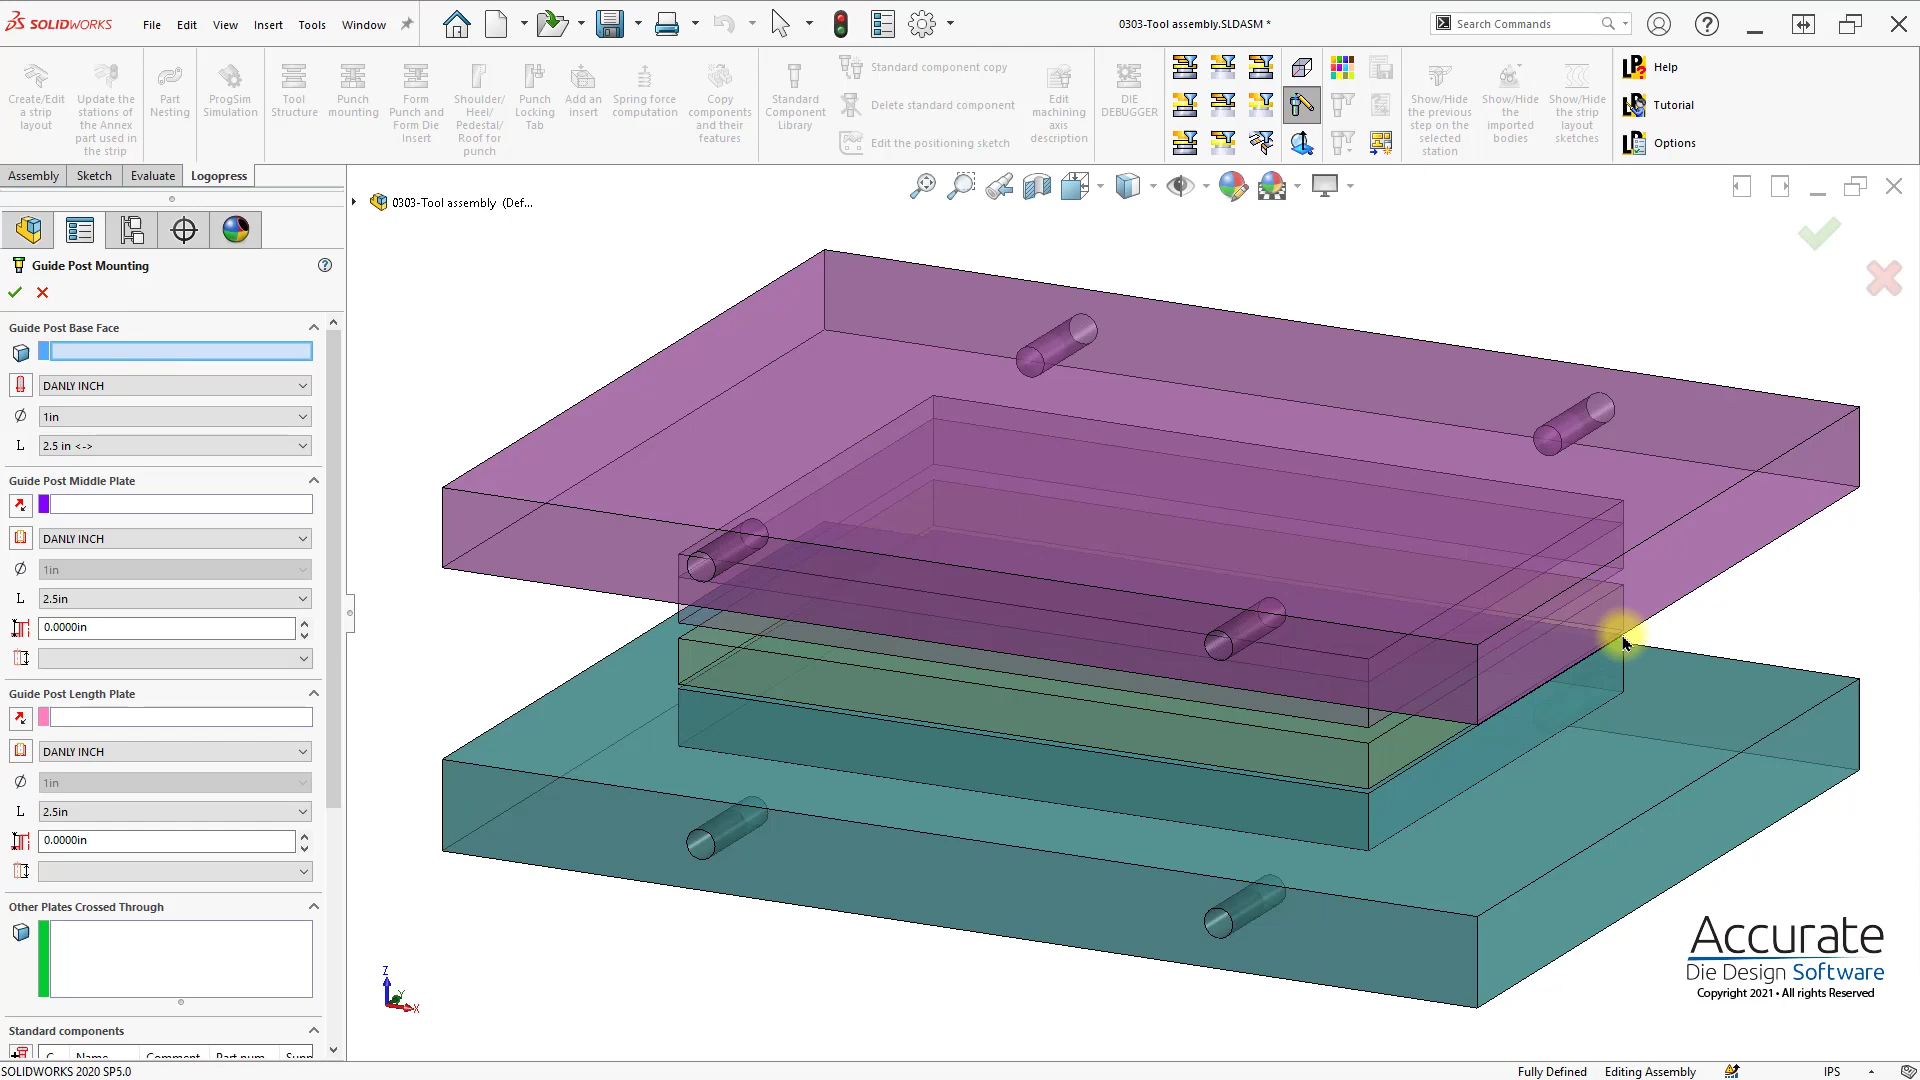 SOLIDWORKS
File
Edit
View
Insert
Tools
Window
0303-Tool assembly.SLDASM *
Search Commands
Create/Edit
a strip
layout
Update the
stations of
the Annex
part used in
the strip
Part
Nesting
ProgSim
Simulation
Tool
Structure
Punch
mounting
Form
Punch and
Form Die
Insert
Shoulder/
Heel/
Pedestal/
Roof for
punch
Punch
Locking
Tab
Add an
insert
Spring force
computation
Copy
components
and their
features
Standard
Component
Library
Standard component copy
Delete standard component
Edit the positioning sketch
Edit
machining
axis
description
DIE
DEBUGGER
Show/Hide
the previous
step on the
selected
station
Show/Hide
the
imported
bodies
Show/Hide
the strip
layout
sketches
Help
Tutorial
Options
Assembly
Sketch
Evaluate
Logopress
0303-Tool assembly (Def...
Guide Post Mounting
Guide Post Base Face
DANLY INCH
1in
L
2.5 in <->
Guide Post Middle Plate
DANLY INCH
1in
L
2.5in
0.0000in
Guide Post Length Plate
DANLY INCH
1in
L
2.5in
0.0000in
Other Plates Crossed Through
Standard components
C...
Name
Comment
Part num
Supp
Z
Y
X
Accurate
Die Design Software
Copyright 2021 • All rights Reserved
SOLIDWORKS 2020 SP5.0
Fully Defined
Editing Assembly
IPS